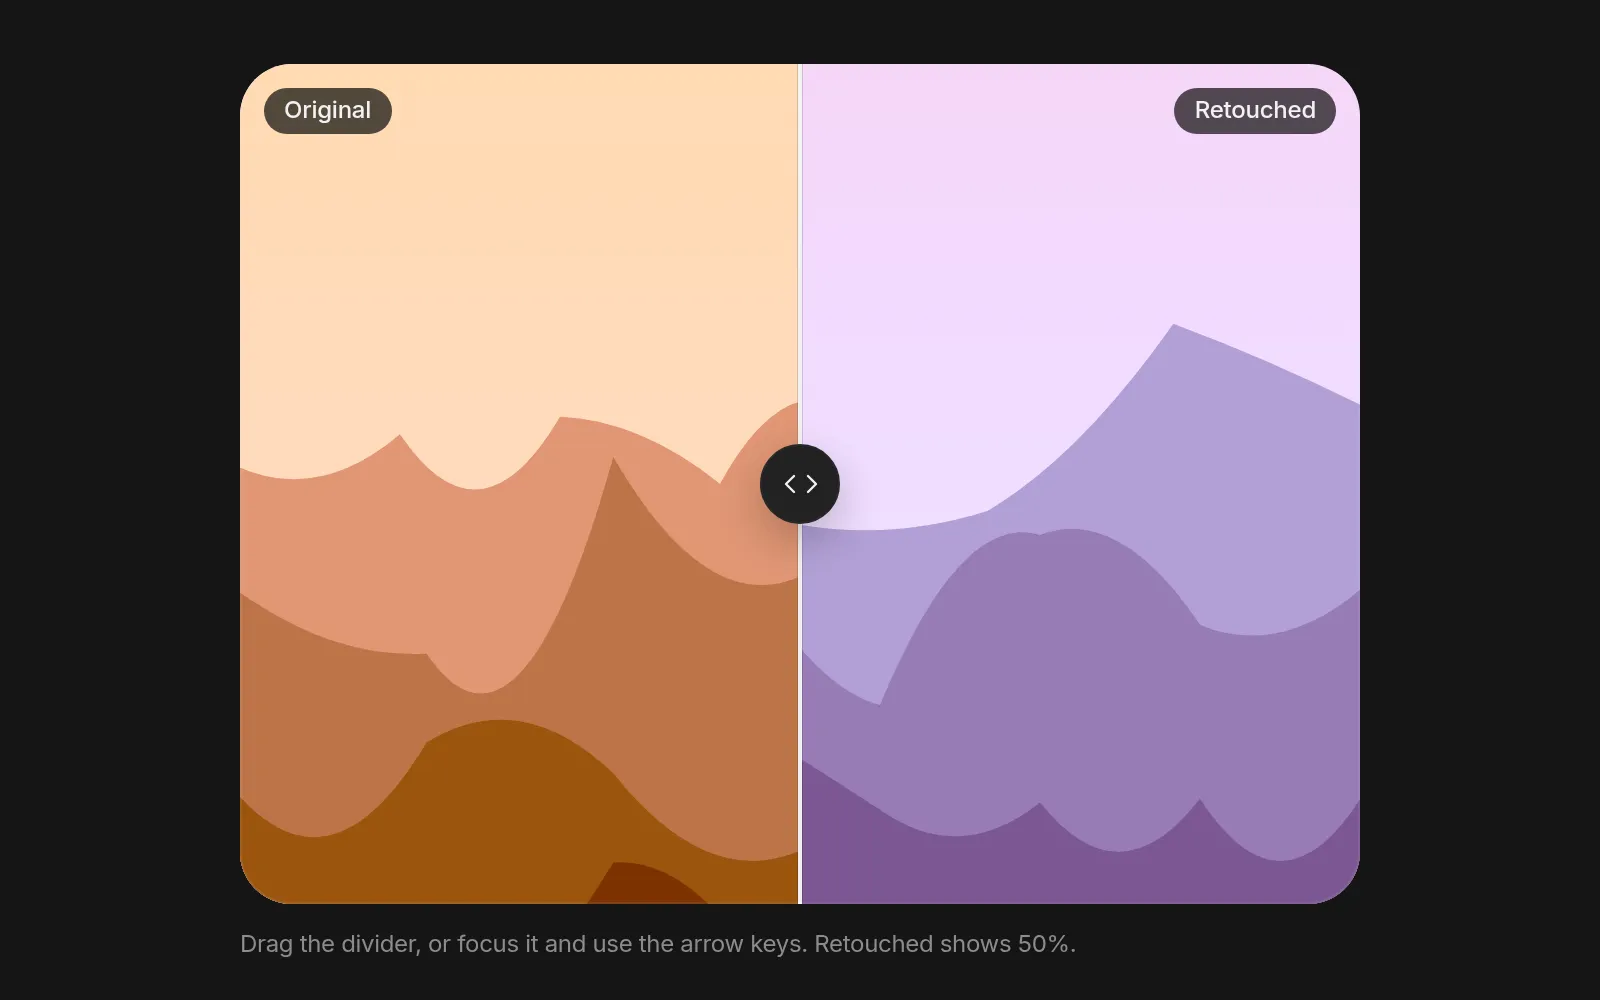 Original
Retouched
Drag the divider, or focus it and use the arrow keys. Retouched shows 50%.